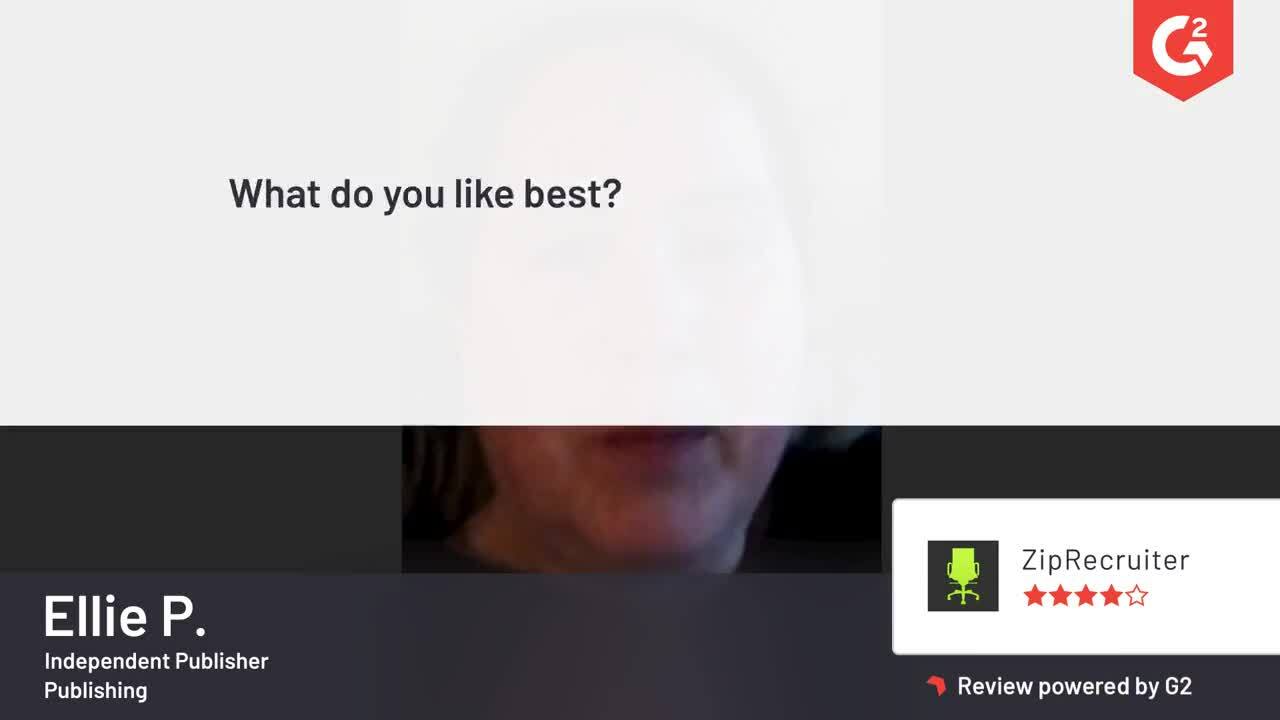 G2
What do you like best?
Ellie P.
Independent Publisher
Publishing
ZipRecruiter
Review powered by G2